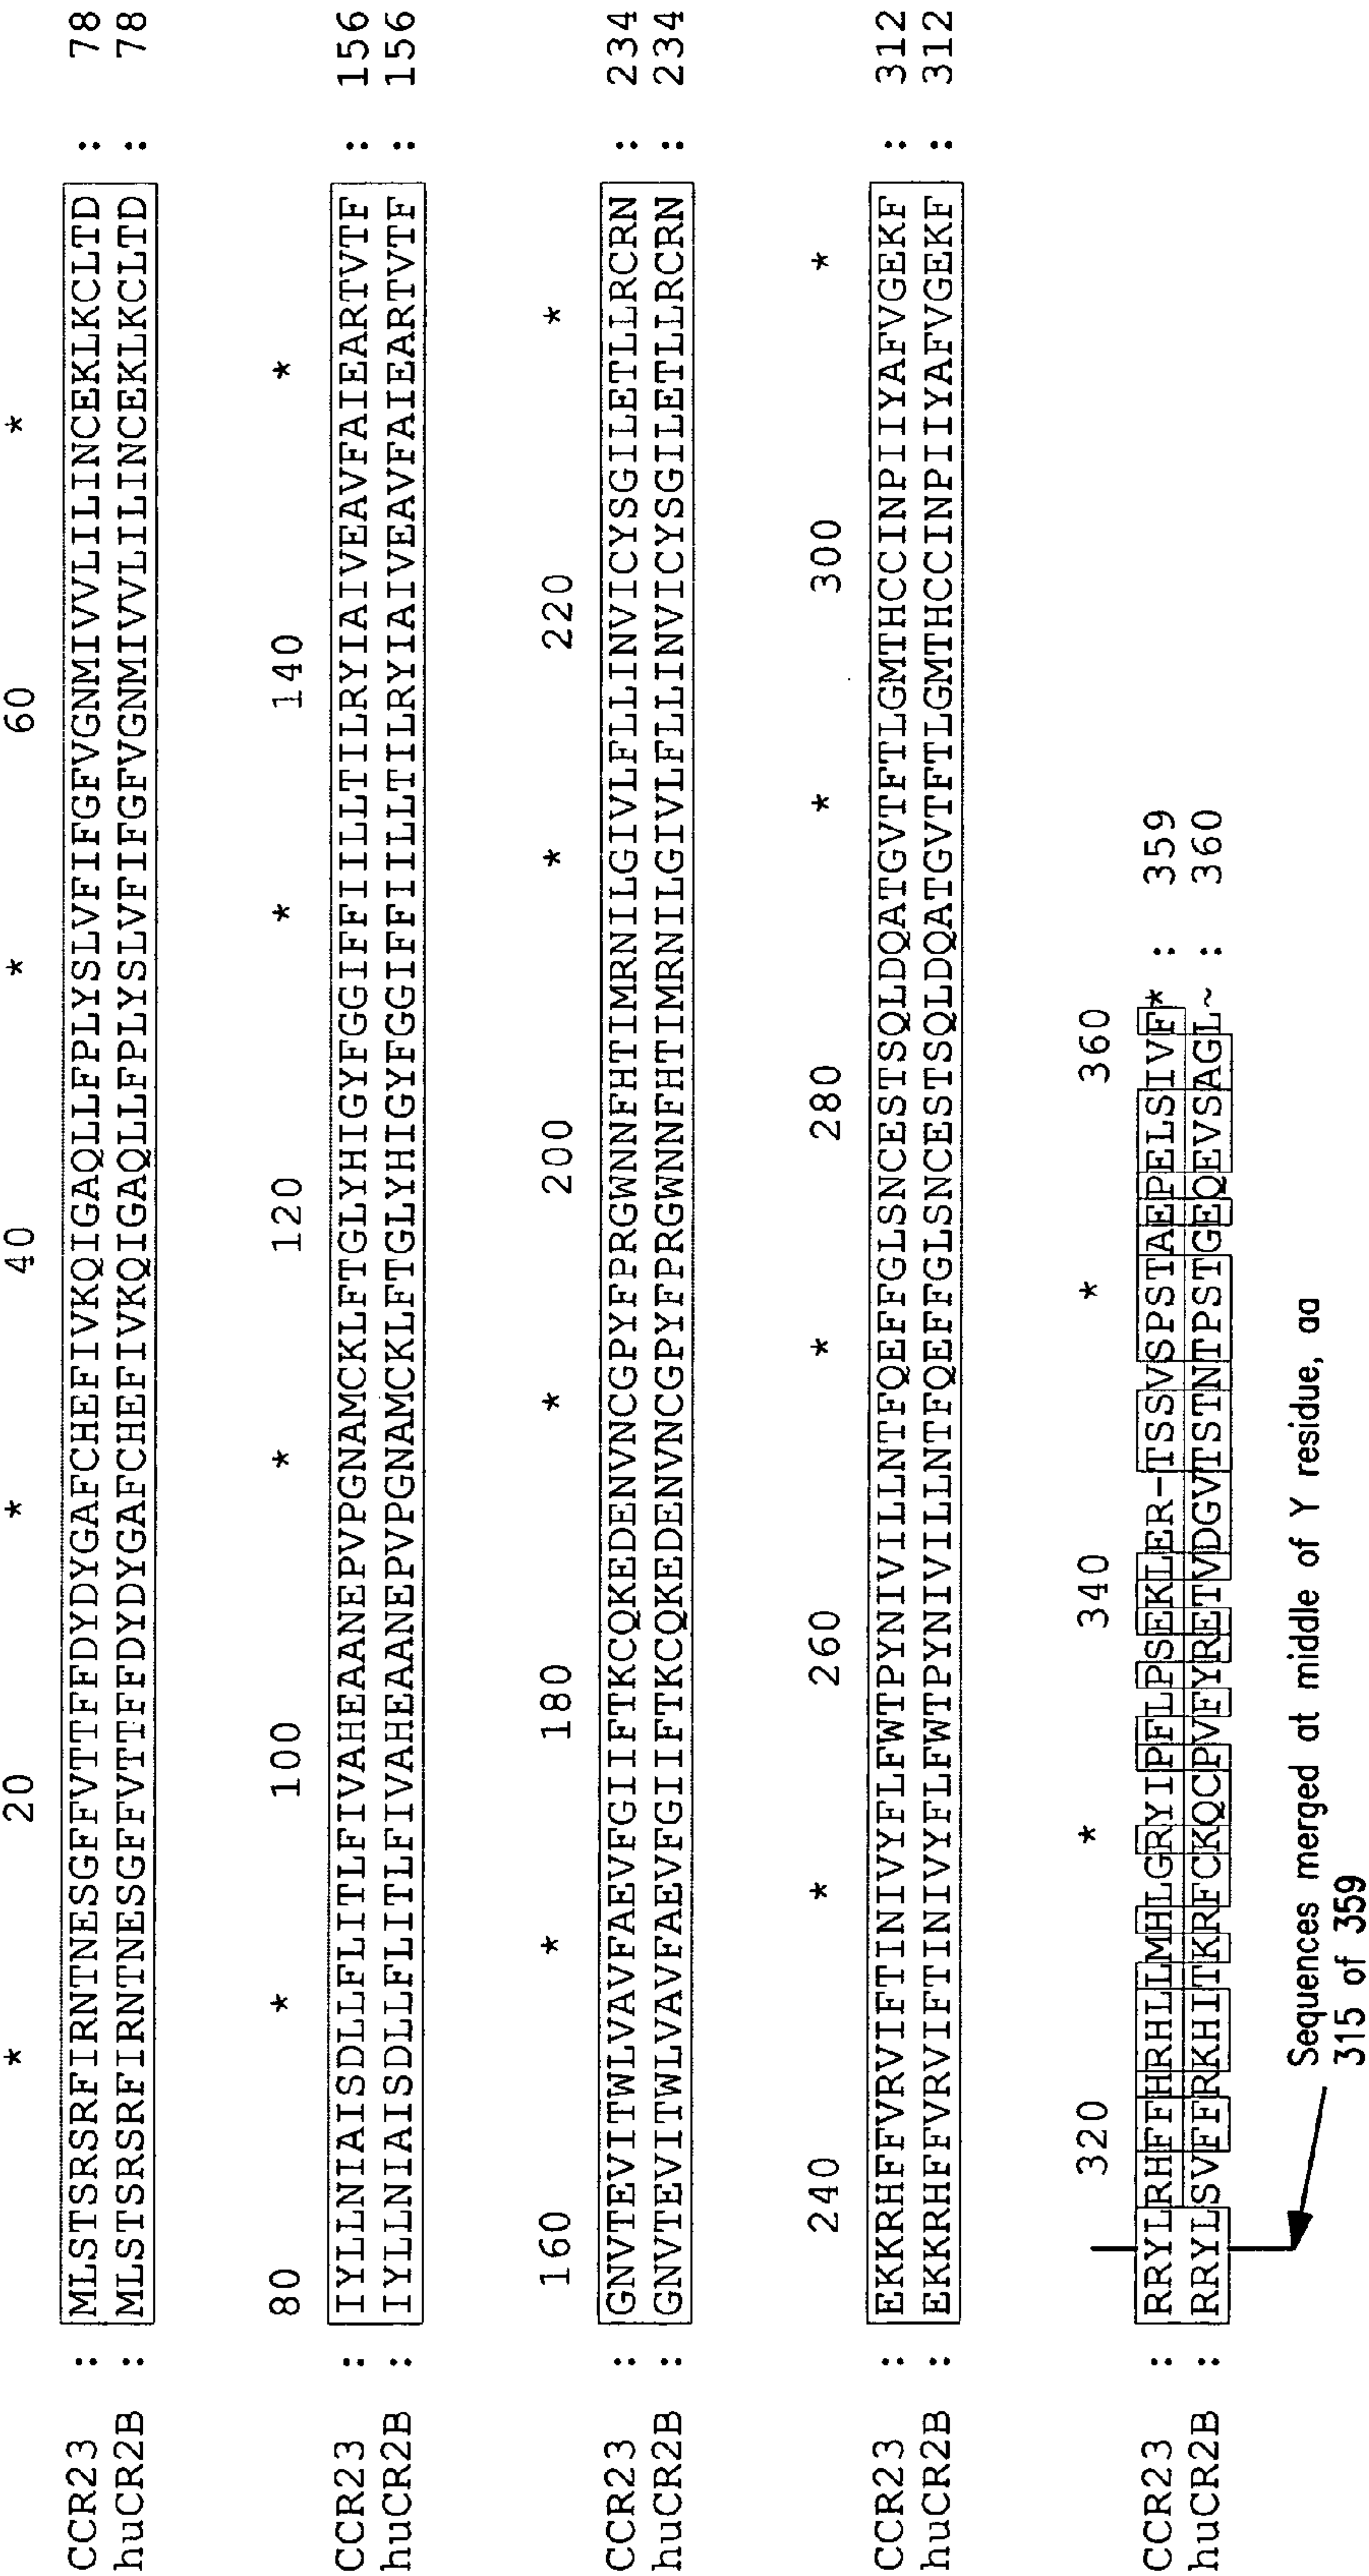 * 20 * 40 * 60 *
CCR23 : MLSTSRSRFIRNTNESGFFVTTFFDYDYGAFCHEFIVKQIGAQLLFPLYSLVFIFGFVGNMIVVLILINCEKLKCLTD : 78
huCR2B : MLSTSRSRFIRNTNESGFFVTTFFDYDYGAFCHEFIVKQIGAQLLFPLYSLVFIFGFVGNMIVVLILINCEKLKCLTD : 78
80 * 100 * 120 * 140 *
CCR23 : IYLLNIAISDLLFLITLFIVAHEAANEPVPGNAMCKLFTGLYHIGYFGGIFFIILLTILRYIAIVEAVFAIEARTVTF : 156
huCR2B : IYLLNIAISDLLFLITLFIVAHEAANEPVPGNAMCKLFTGLYHIGYFGGIFFIILLTILRYIAIVEAVFAIEARTVTF : 156
160 * 180 * 200 * 220 *
CCR23 : GNVTEVITWLVAVFAEVFGIIFTKCQKEDENVNCGPYFPRGWNNFHTIMRNILGIVLFLLINVICYSGILETLLRCRN : 234
huCR2B : GNVTEVITWLVAVFAEVFGIIFTKCQKEDENVNCGPYFPRGWNNFHTIMRNILGIVLFLLINVICYSGILETLLRCRN : 234
240 * 260 * 280 * 300 *
CCR23 : EKKRHFFVRVIFTINIVYFLFWTPYNIVILLNTFQEFFGLSNCESTSQLDQATGVTFTLGMTHCCINPIIYAFVGEKF : 312
huCR2B : EKKRHFFVRVIFTINIVYFLFWTPYNIVILLNTFQEFFGLSNCESTSQLDQATGVTFTLGMTHCCINPIIYAFVGEKF : 312
320 * 340 * 360
CCR23 : RRYLRHFFHRHLLMHLGRYIPFLPSEKLER-TSSVSPSTAEPELSIVF* : 359
huCR2B : RRYLSVFFRKHITKRFCKQCPVFYRETVDGVTSTNTPSTGEQEVSAGL~ : 360
Sequences merged at middle of Y residue, aa
315 of 359